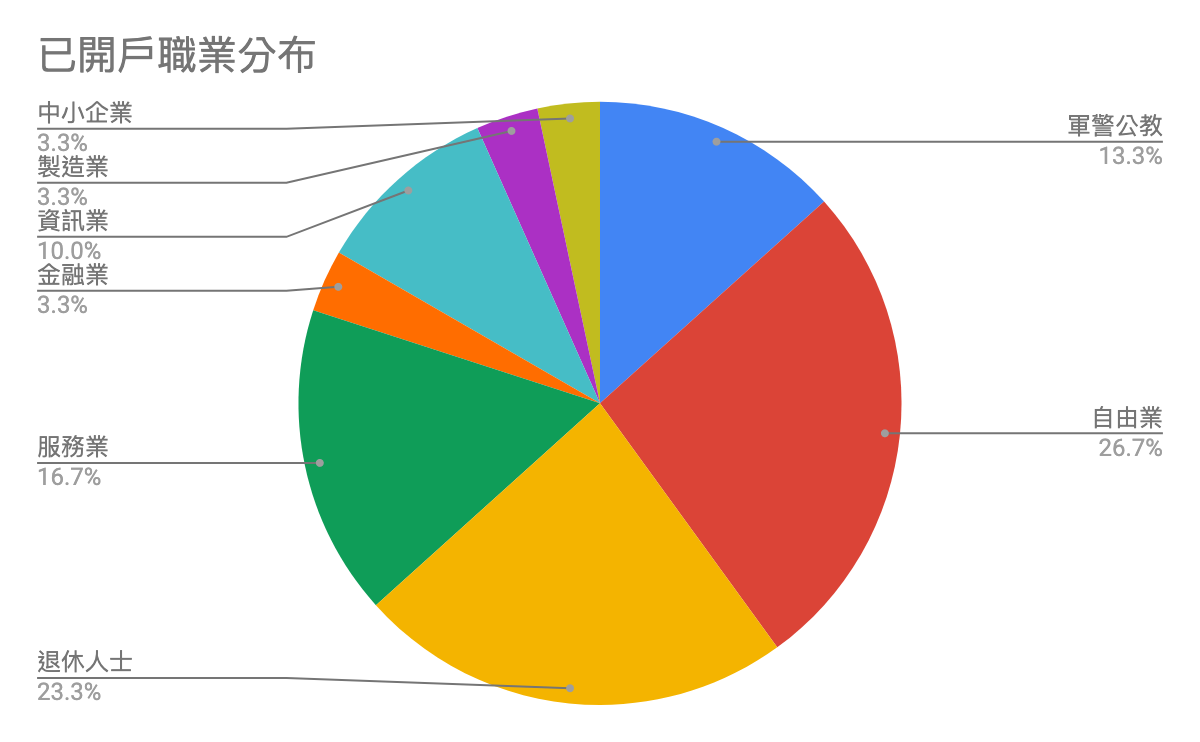 已開戶職業分布
中小企業
3.3%
製造業
3.3%
資訊業
10.0%
金融業
3.3%
服務業
16.7%
退休人士
23.3%
軍警公教
13.3%
自由業
26.7%